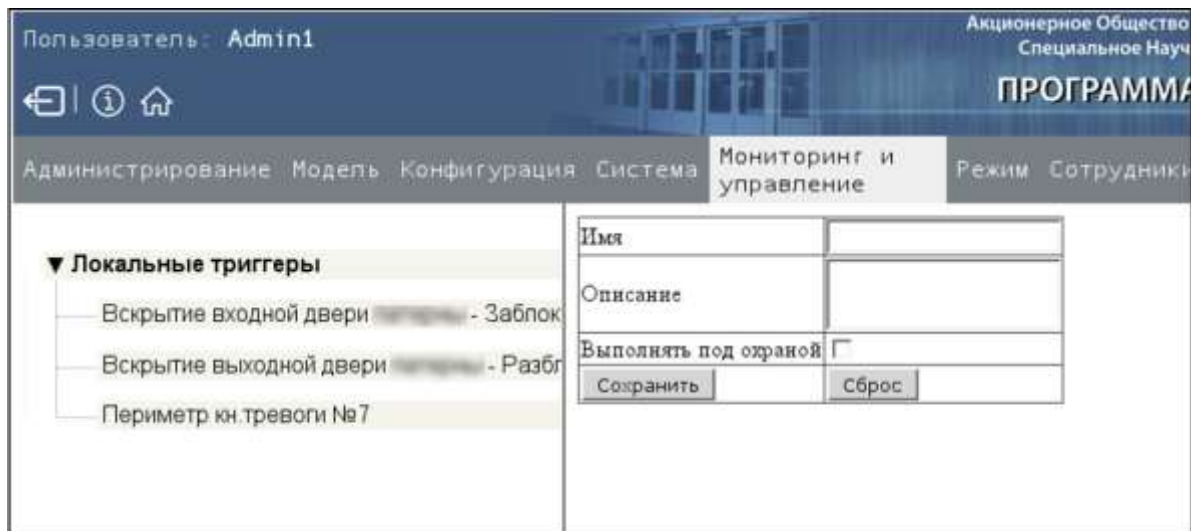 Пользователь: Admin1
Акционерное Общество
Специальное Науч
ПРОГРАММА
Администрирование Модель Конфигурация Система Мониторинг и управление Режим Сотрудники
Локальные триггеры
Вскрытие входной двери - Заблок
Вскрытие выходной двери - Разбл
Периметр кн.тревоги №7
Имя
Описание
Выполнять под охраной
Сохранить Сброс